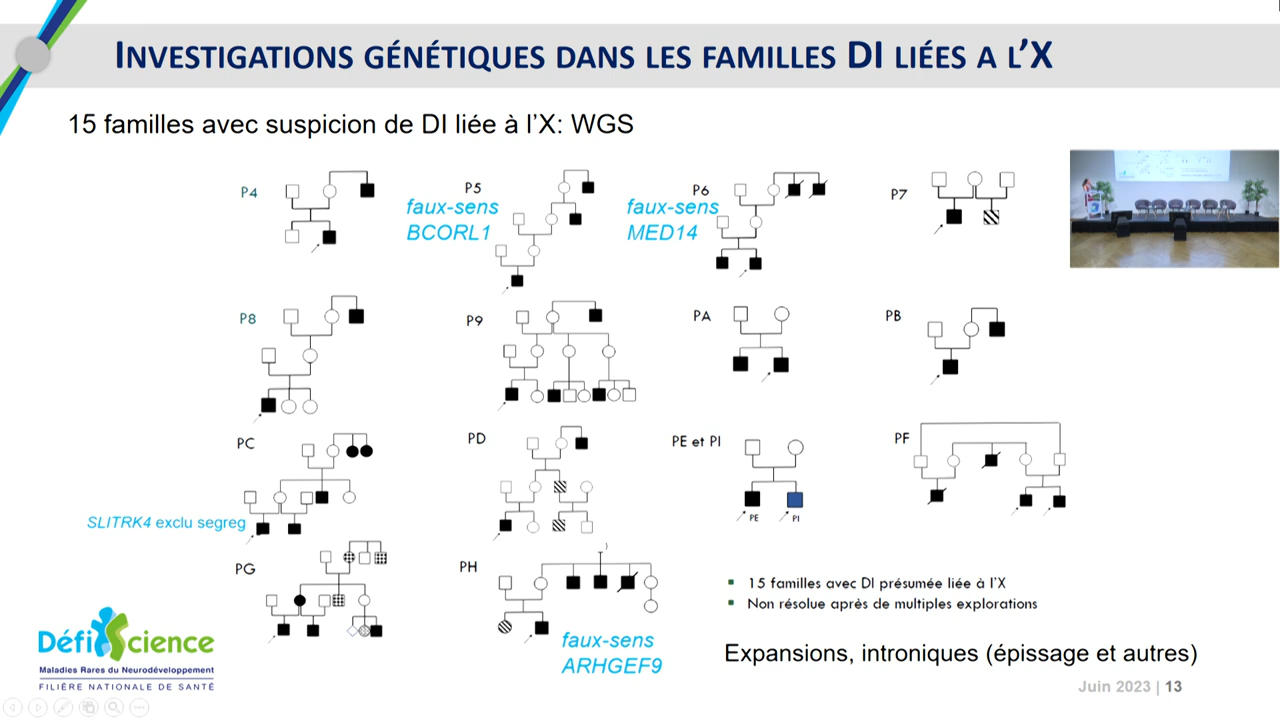 INVESTIGATIONS GÉNÉTIQUES DANS LES FAMILLES DI LIÉES A L'X
15 familles avec suspicion de DI liée à l'X: WGS
P4
P5
faux-sens
BCORL1
P6
faux-sens
MED14
P7
P8
P9
PA
PB
PC
SLITRK4 exclu segreg
PD
PE et PI
PE
PI
PF
PG
PH
faux-sens
ARHGEF9
15 familles avec DI présumée liée à l'X
Non résolue après de multiples explorations
Expansions, introniques (épissage et autres)
DéfiScience
Maladies Rares du Neurodéveloppement
FILIÈRE NATIONALE DE SANTÉ
Juin 2023 | 13